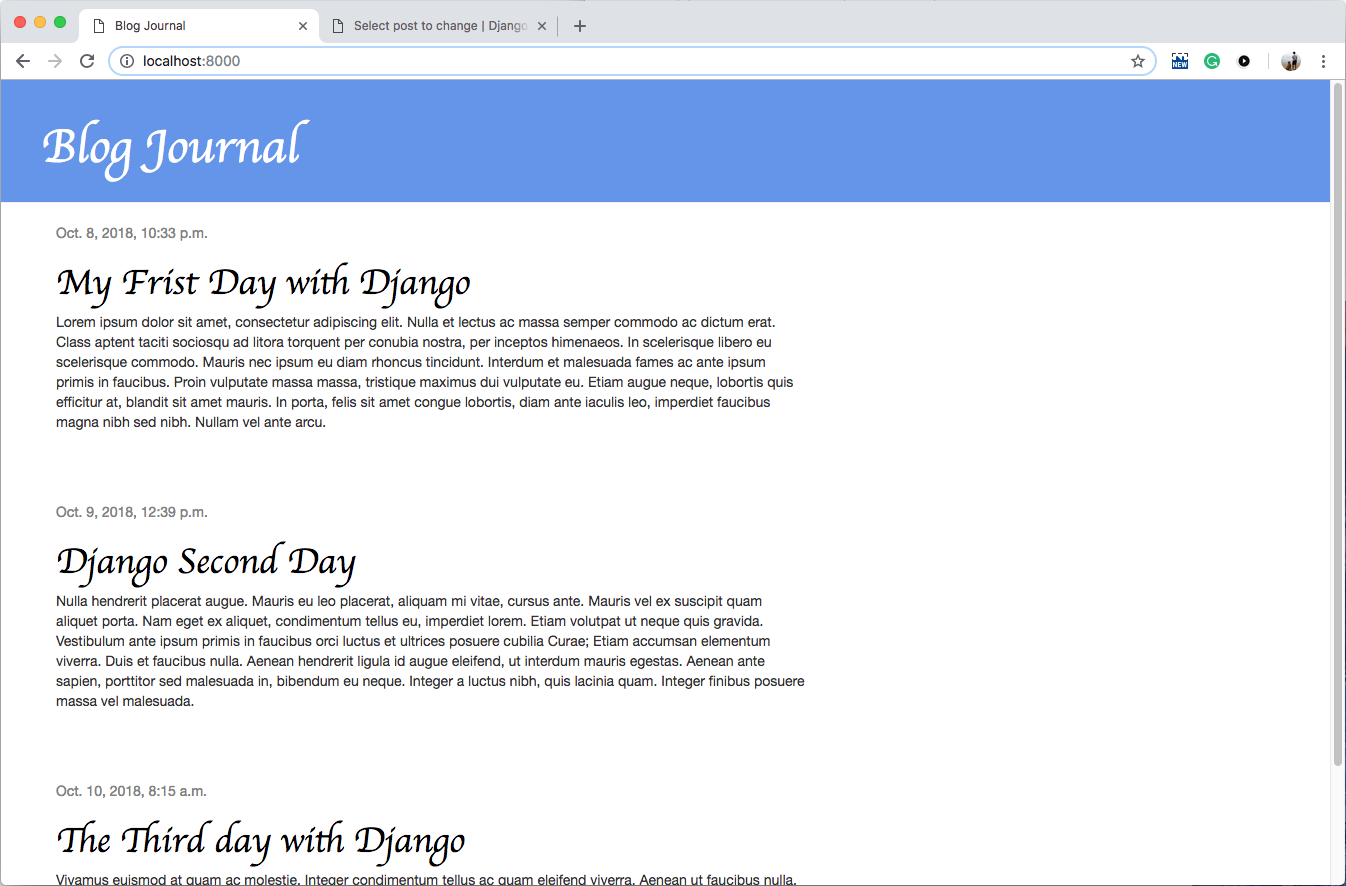 Blog Journal
Select post to change | Django
localhost:8000
NEW
Blog Journal
Oct. 8, 2018, 10:33 p.m.
My Frist Day with Django
Lorem ipsum dolor sit amet, consectetur adipiscing elit. Nulla et lectus ac massa semper commodo ac dictum erat.
Class aptent taciti sociosqu ad litora torquent per conubia nostra, per inceptos himenaeos. In scelerisque libero eu
scelerisque commodo. Mauris nec ipsum eu diam rhoncus tincidunt. Interdum et malesuada fames ac ante ipsum
primis in faucibus. Proin vulputate massa massa, tristique maximus dui vulputate eu. Etiam augue neque, lobortis quis
efficitur at, blandit sit amet mauris. In porta, felis sit amet congue lobortis, diam ante iaculis leo, imperdiet faucibus
magna nibh sed nibh. Nullam vel ante arcu.
Oct. 9, 2018, 12:39 p.m.
Django Second Day
Nulla hendrerit placerat augue. Mauris eu leo placerat, aliquam mi vitae, cursus ante. Mauris vel ex suscipit quam
aliquet porta. Nam eget ex aliquet, condimentum tellus eu, imperdiet lorem. Etiam volutpat ut neque quis gravida.
Vestibulum ante ipsum primis in faucibus orci luctus et ultrices posuere cubilia Curae; Etiam accumsan elementum
viverra. Duis et faucibus nulla. Aenean hendrerit ligula id augue eleifend, ut interdum mauris egestas. Aenean ante
sapien, porttitor sed malesuada in, bibendum eu neque. Integer a luctus nibh, quis lacinia quam. Integer finibus posuere
massa vel malesuada.
Oct. 10, 2018, 8:15 a.m.
The Third day with Django
Vivamus euismod at quam ac molestie. Integer condimentum tellus ac quam eleifend viverra. Aenean ut faucibus nulla.